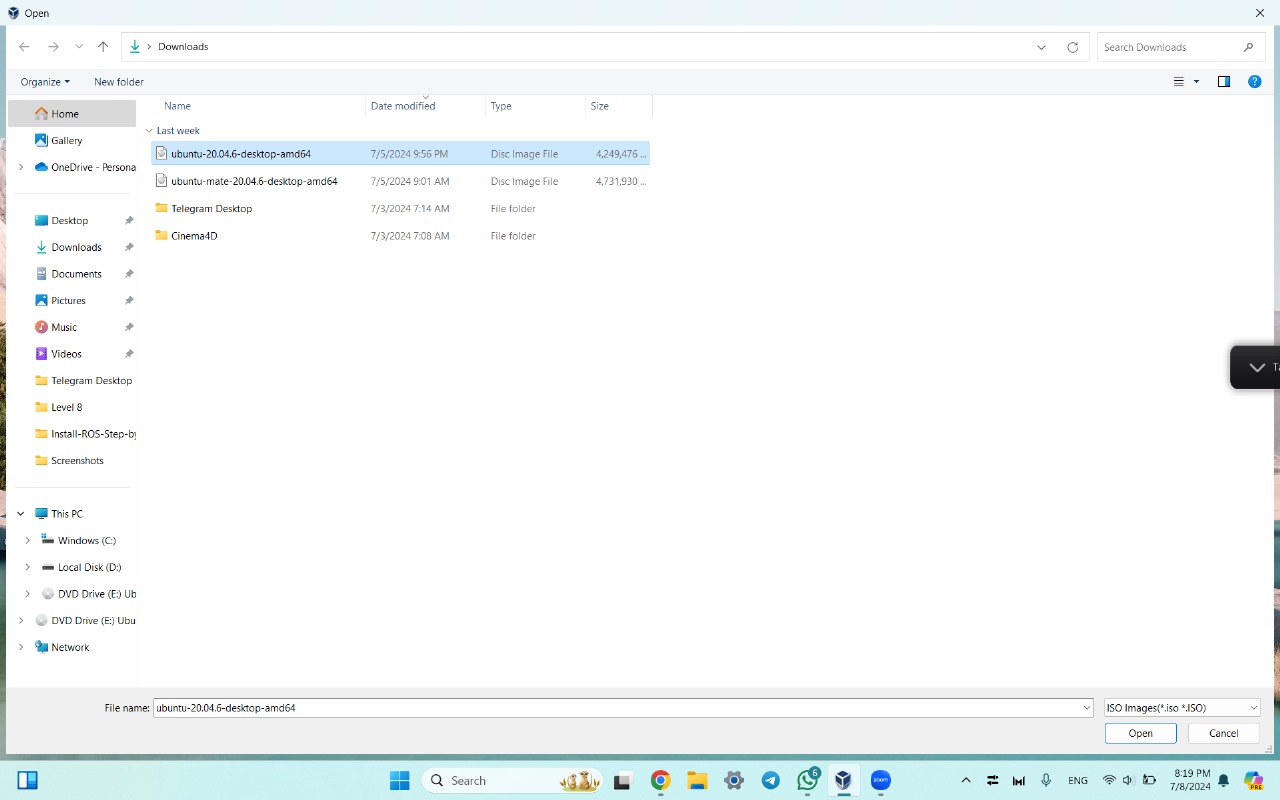 Open
Downloads
Search Downloads
Organize
New folder
Name
Date modified
Type
Size
Last week
ubuntu-20.04.6-desktop-amd64
7/5/2024 9:56 PM
Disc Image File
4,249,476 ...
ubuntu-mate-20.04.6-desktop-amd64
7/5/2024 9:01 AM
Disc Image File
4,731,930 ...
Telegram Desktop
7/3/2024 7:14 AM
File folder
Cinema4D
7/3/2024 7:08 AM
File folder
Home
Gallery
OneDrive - Persona
Desktop
Downloads
Documents
Pictures
Music
Videos
Telegram Desktop
Level 8
Install-ROS-Step-by
Screenshots
This PC
Windows (C:)
Local Disk (D:)
DVD Drive (E:) Ub
DVD Drive (E:) Ubu
Network
Ta
File name:
ubuntu-20.04.6-desktop-amd64
ISO Images(*.iso *.ISO)
Open
Cancel
Search
6
zoom
ENG
8:19 PM
7/8/2024
PRE